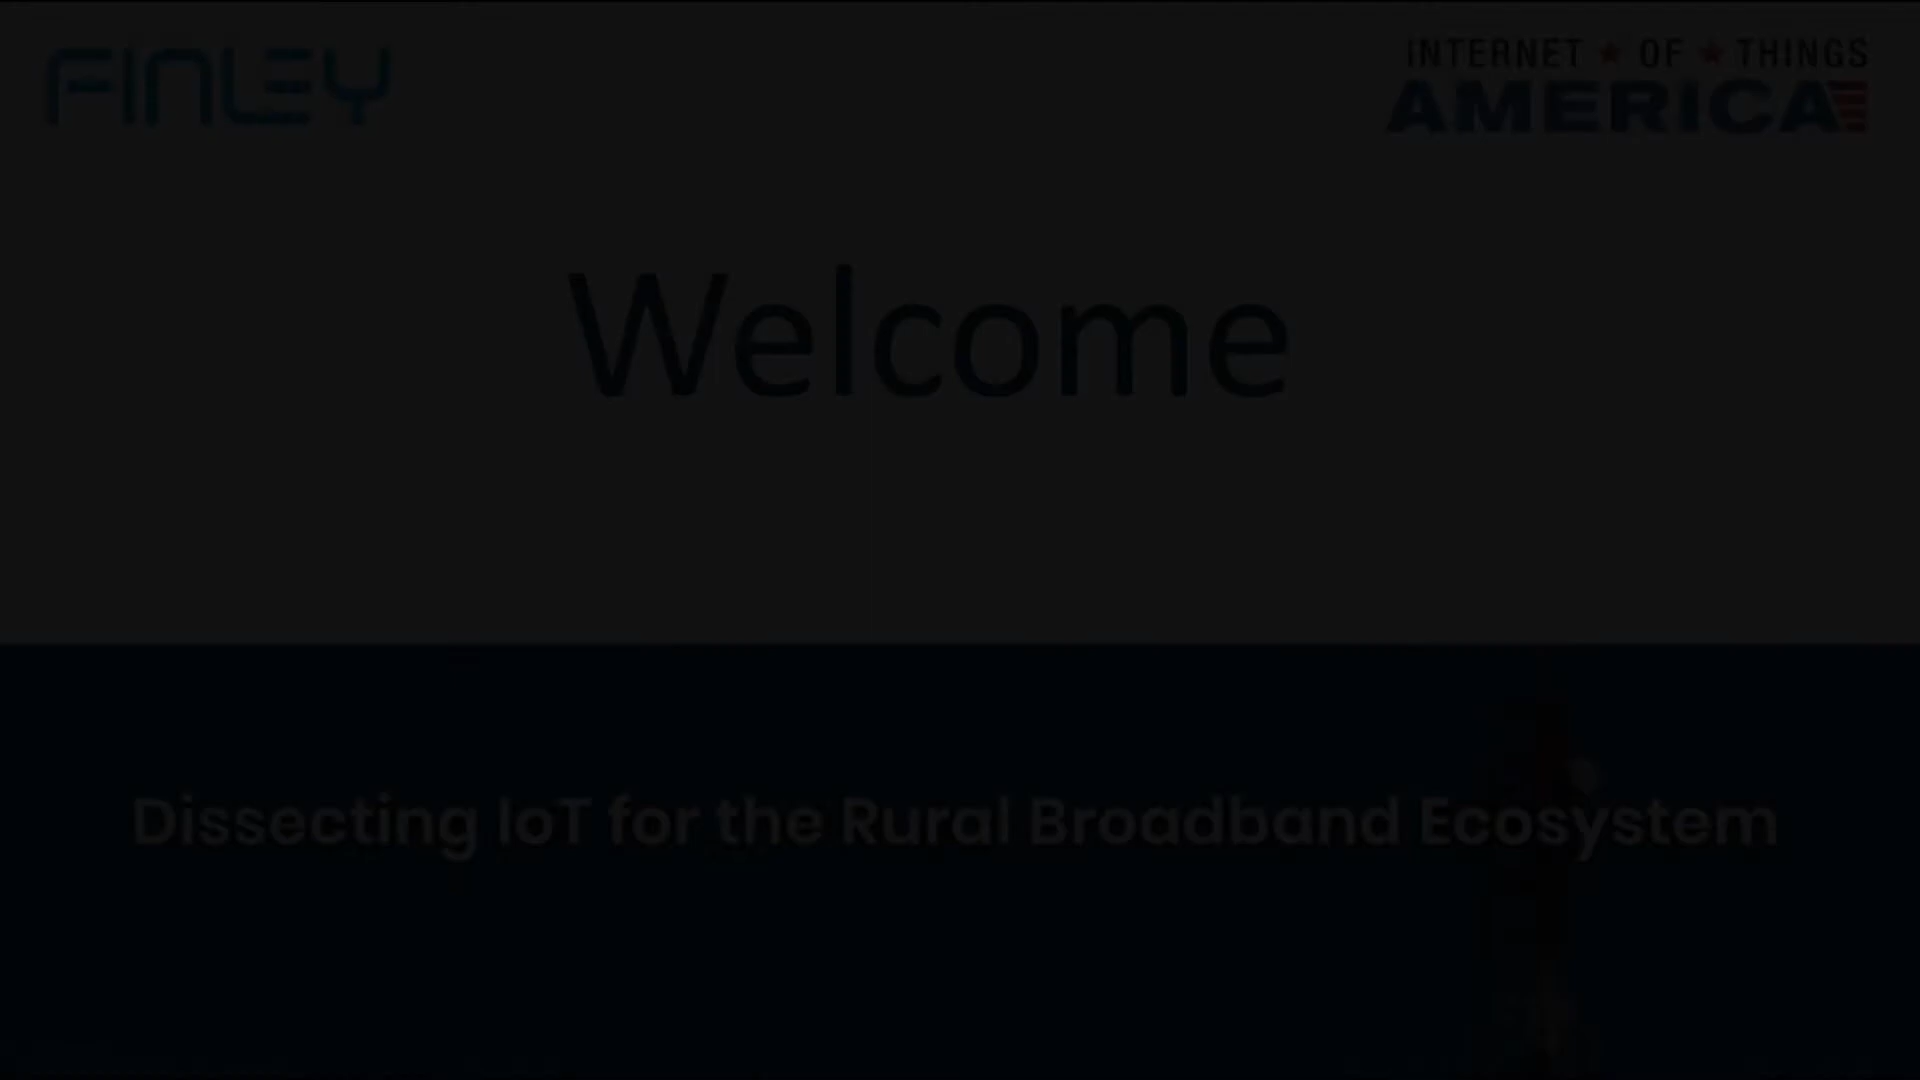 FINLEY
INTERNET ★ OF ★ THINGS
AMERICA
Welcome
Dissecting IoT for the Rural Broadband Ecosystem